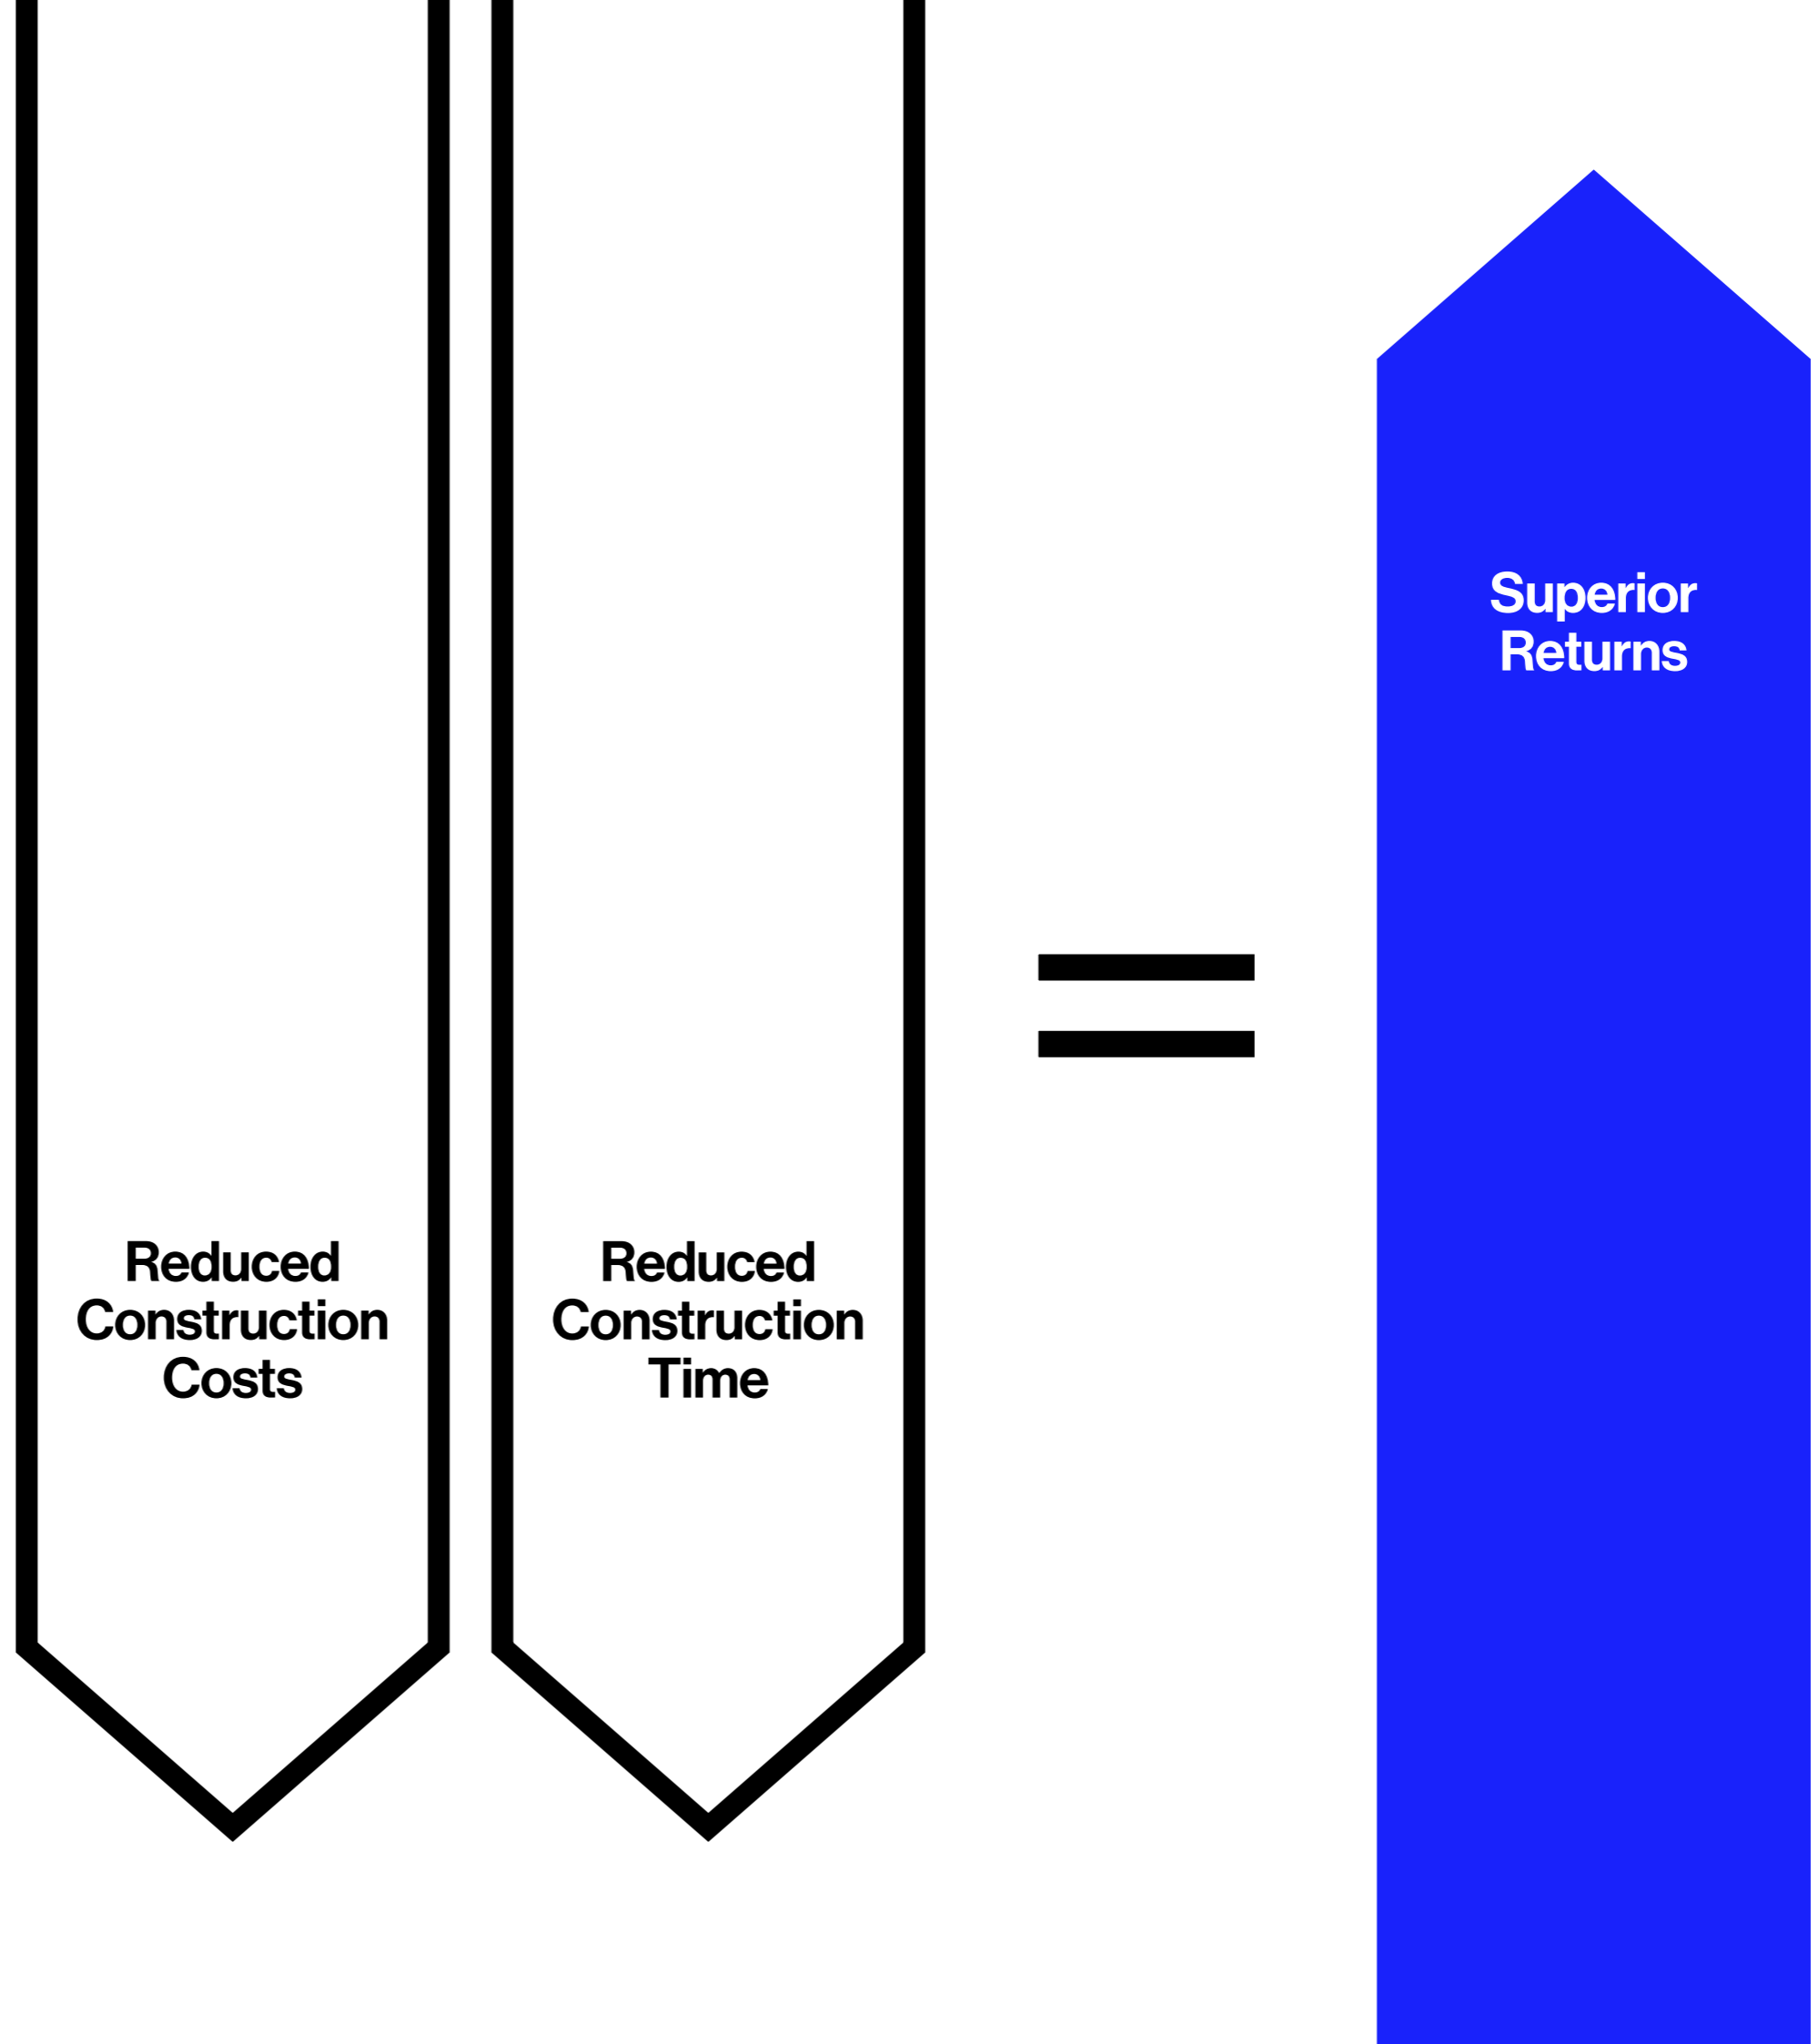 Reduced
Construction
Costs
Reduced
Construction
Time
=
Superior
Returns